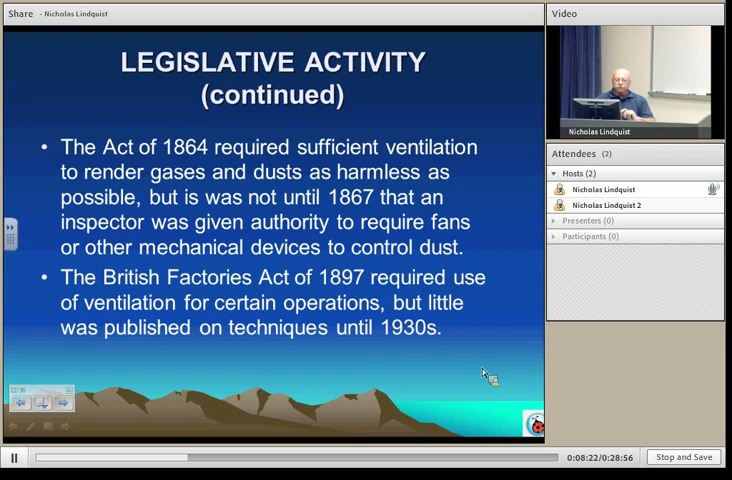 Share - Nicholas Lindquist
Video
LEGISLATIVE ACTIVITY
(continued)
• The Act of 1864 required sufficient ventilation
to render gases and dusts as harmless as
possible, but is was not until 1867 that an
inspector was given authority to require fans
or other mechanical devices to control dust.
• The British Factories Act of 1897 required use
of ventilation for certain operations, but little
was published on techniques until 1930s.
22/38
Nicholas Lindquist
Attendees (2)
Hosts (2)
Nicholas Lindquist
Nicholas Lindquist 2
Presenters (0)
Participants (0)
0:08:22/0:28:56
Stop and Save